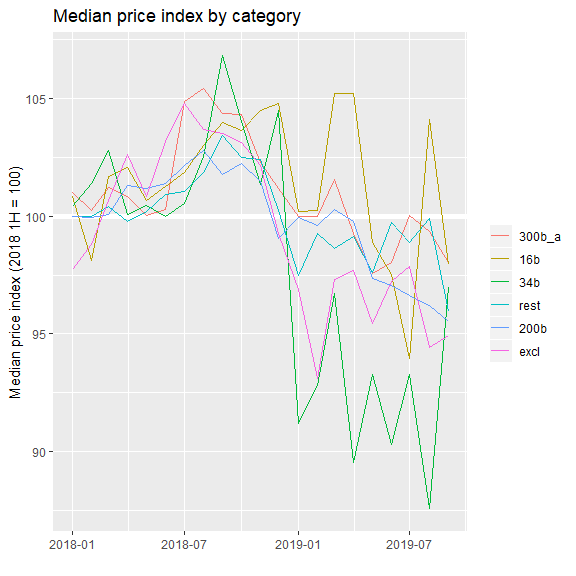 Median price index by category
Median price index (2018 1H = 100)
105
100
95
90
2018-01
2018-07
2019-01
2019-07
300b_a
16b
34b
rest
200b
excl